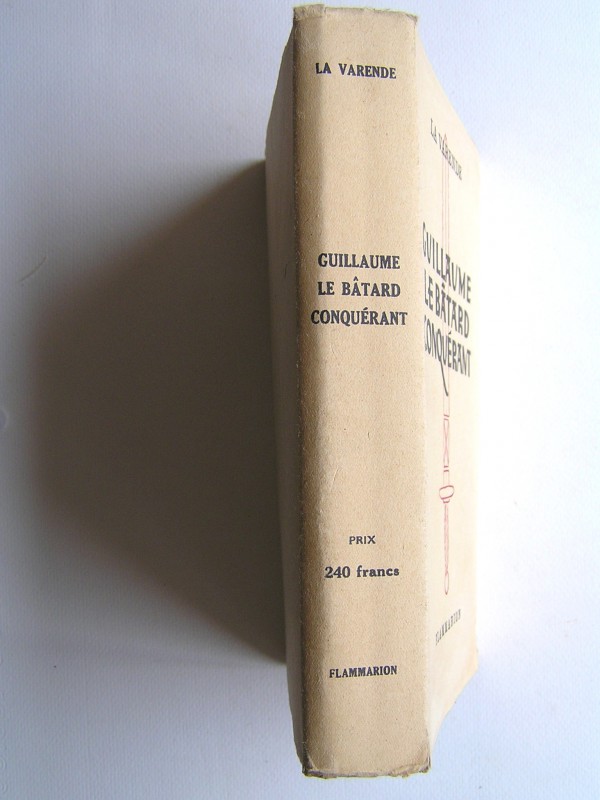 LA VARENDE
GUILLAUME
LE BÂTARD
CONQUÉRANT
PRIX
240 francs
FLAMMARION
LA VARENDE
GUILLAUME
LE BÂTARD
CONQUÉRANT
FLAMMARION